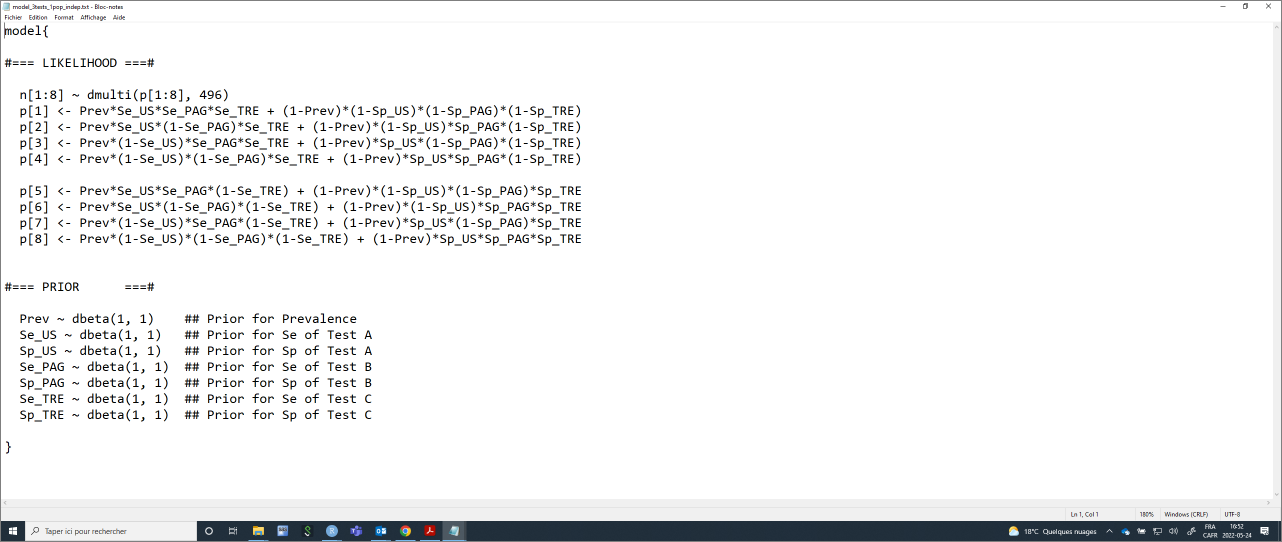 model_3tests_1pop_indep.txt - Bloc-notes
Fichier Edition Format Affichage Aide
model{
#=== LIKELIHOOD ===#
n[1:8] ~ dmulti(p[1:8], 496)
p[1] <- Prev*Se_US*Se_PAG*Se_TRE + (1-Prev)*(1-Sp_US)*(1-Sp_PAG)*(1-Sp_TRE)
p[2] <- Prev*Se_US*(1-Se_PAG)*Se_TRE + (1-Prev)*(1-Sp_US)*Sp_PAG*(1-Sp_TRE)
p[3] <- Prev*(1-Se_US)*Se_PAG*Se_TRE + (1-Prev)*Sp_US*(1-Sp_PAG)*(1-Sp_TRE)
p[4] <- Prev*(1-Se_US)*(1-Se_PAG)*Se_TRE + (1-Prev)*Sp_US*Sp_PAG*(1-Sp_TRE)
p[5] <- Prev*Se_US*Se_PAG*(1-Se_TRE) + (1-Prev)*(1-Sp_US)*(1-Sp_PAG)*Sp_TRE
p[6] <- Prev*Se_US*(1-Se_PAG)*(1-Se_TRE) + (1-Prev)*(1-Sp_US)*Sp_PAG*Sp_TRE
p[7] <- Prev*(1-Se_US)*Se_PAG*(1-Se_TRE) + (1-Prev)*Sp_US*(1-Sp_PAG)*Sp_TRE
p[8] <- Prev*(1-Se_US)*(1-Se_PAG)*(1-Se_TRE) + (1-Prev)*Sp_US*Sp_PAG*Sp_TRE
#=== PRIOR ===#
Prev ~ dbeta(1, 1) ## Prior for Prevalence
Se_US ~ dbeta(1, 1) ## Prior for Se of Test A
Sp_US ~ dbeta(1, 1) ## Prior for Sp of Test A
Se_PAG ~ dbeta(1, 1) ## Prior for Se of Test B
Sp_PAG ~ dbeta(1, 1) ## Prior for Sp of Test B
Se_TRE ~ dbeta(1, 1) ## Prior for Se of Test C
Sp_TRE ~ dbeta(1, 1) ## Prior for Sp of Test C
}
Ln 1, Col 1 180% Windows (CRLF) UTF-8
Taper ici pour rechercher
18°C Quelques nuages
FRA
CAFR
16:52
2022-05-24